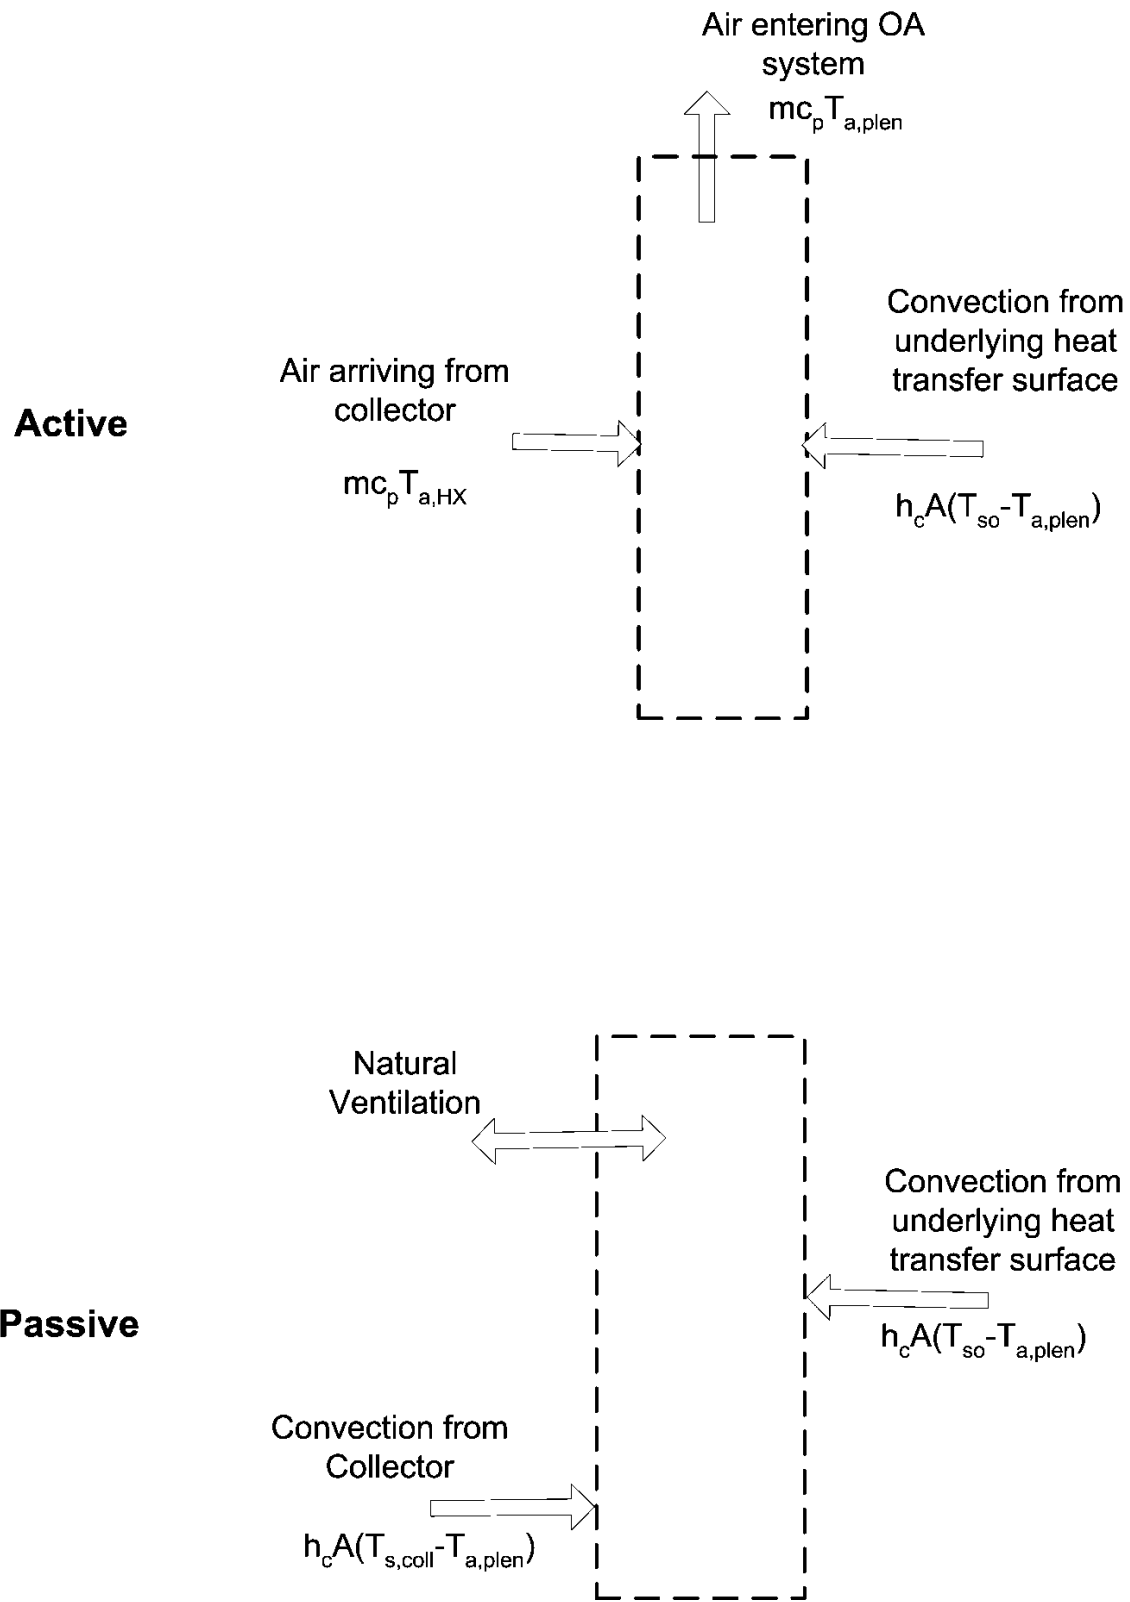 Air entering OA
system
mc_pT_a,plen
Convection from
underlying heat
transfer surface
h_cA(T_so-T_a,plen)
Air arriving from
collector
mc_pT_a,HX
Active
Natural
Ventilation
Convection from
underlying heat
transfer surface
h_cA(T_so-T_a,plen)
Passive
Convection from
Collector
h_cA(T_s,coll-T_a,plen)